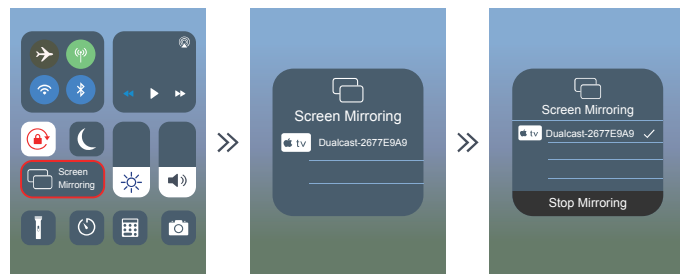 Screen
Mirroring
Screen Mirroring
tv Dualcast-2677E9A9
Screen Mirroring
tv Dualcast-2677E9A9
Stop Mirroring